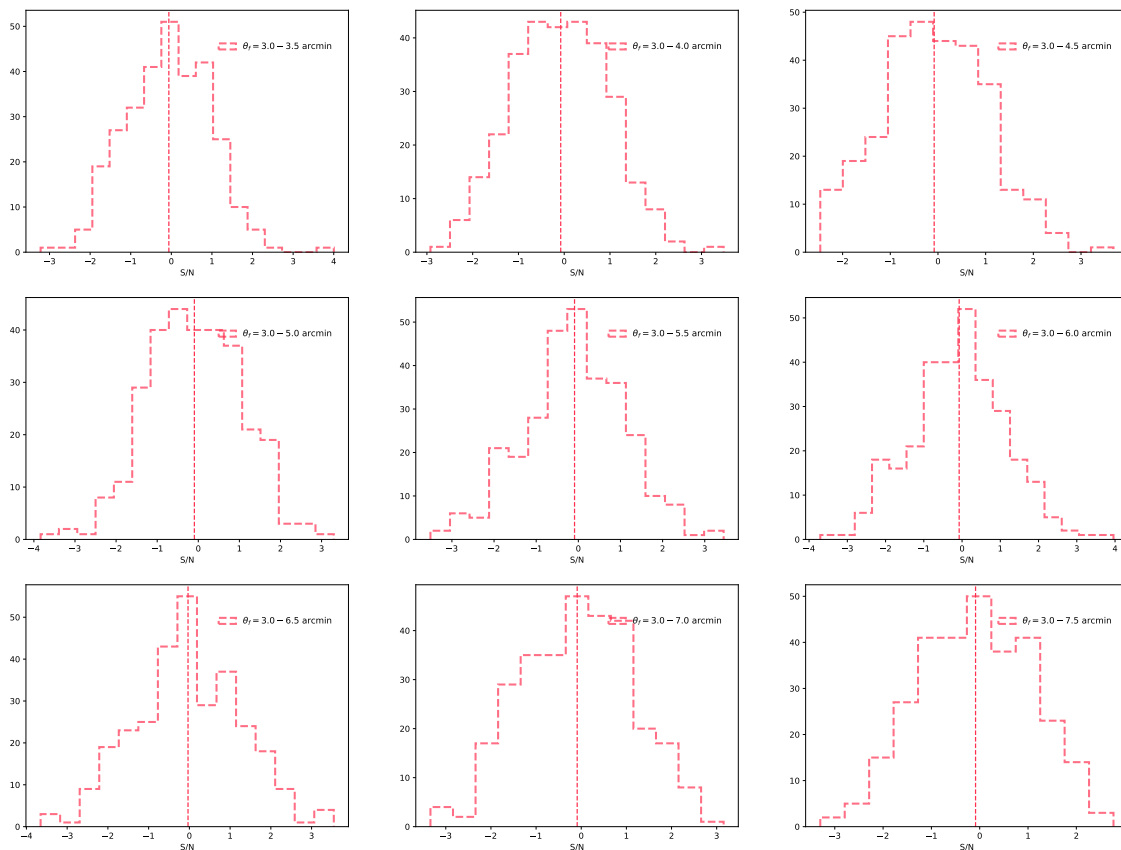 50
40
30
20
10
0
θf = 3.0 − 3.5 arcmin
−3 −2 −1 0 1 2 3 4
S/N
40
30
20
10
0
θf = 3.0 − 4.0 arcmin
−3 −2 −1 0 1 2 3
S/N
50
40
30
20
10
0
θf = 3.0 − 4.5 arcmin
−2 −1 0 1 2 3
S/N
40
30
20
10
0
θf = 3.0 − 5.0 arcmin
−4 −3 −2 −1 0 1 2 3
S/N
50
40
30
20
10
0
θf = 3.0 − 5.5 arcmin
−3 −2 −1 0 1 2 3
S/N
50
40
30
20
10
0
θf = 3.0 − 6.0 arcmin
−4 −3 −2 −1 0 1 2 3 4
S/N
50
40
30
20
10
0
θf = 3.0 − 6.5 arcmin
−4 −3 −2 −1 0 1 2 3
S/N
40
30
20
10
0
θf = 3.0 − 7.0 arcmin
−3 −2 −1 0 1 2 3
S/N
50
40
30
20
10
0
θf = 3.0 − 7.5 arcmin
−3 −2 −1 0 1 2
S/N